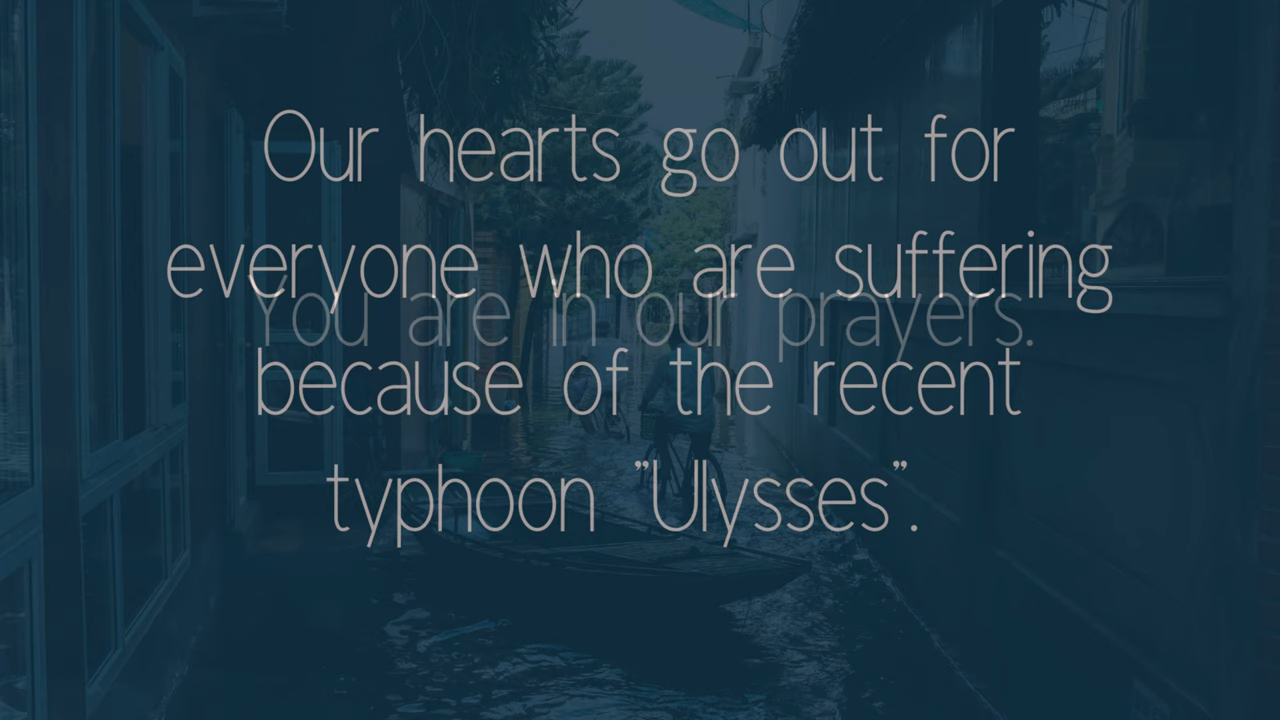 Our hearts go out for
everyone who are suffering
You are in our prayers.
because of the recent
typhoon "Ulysses".